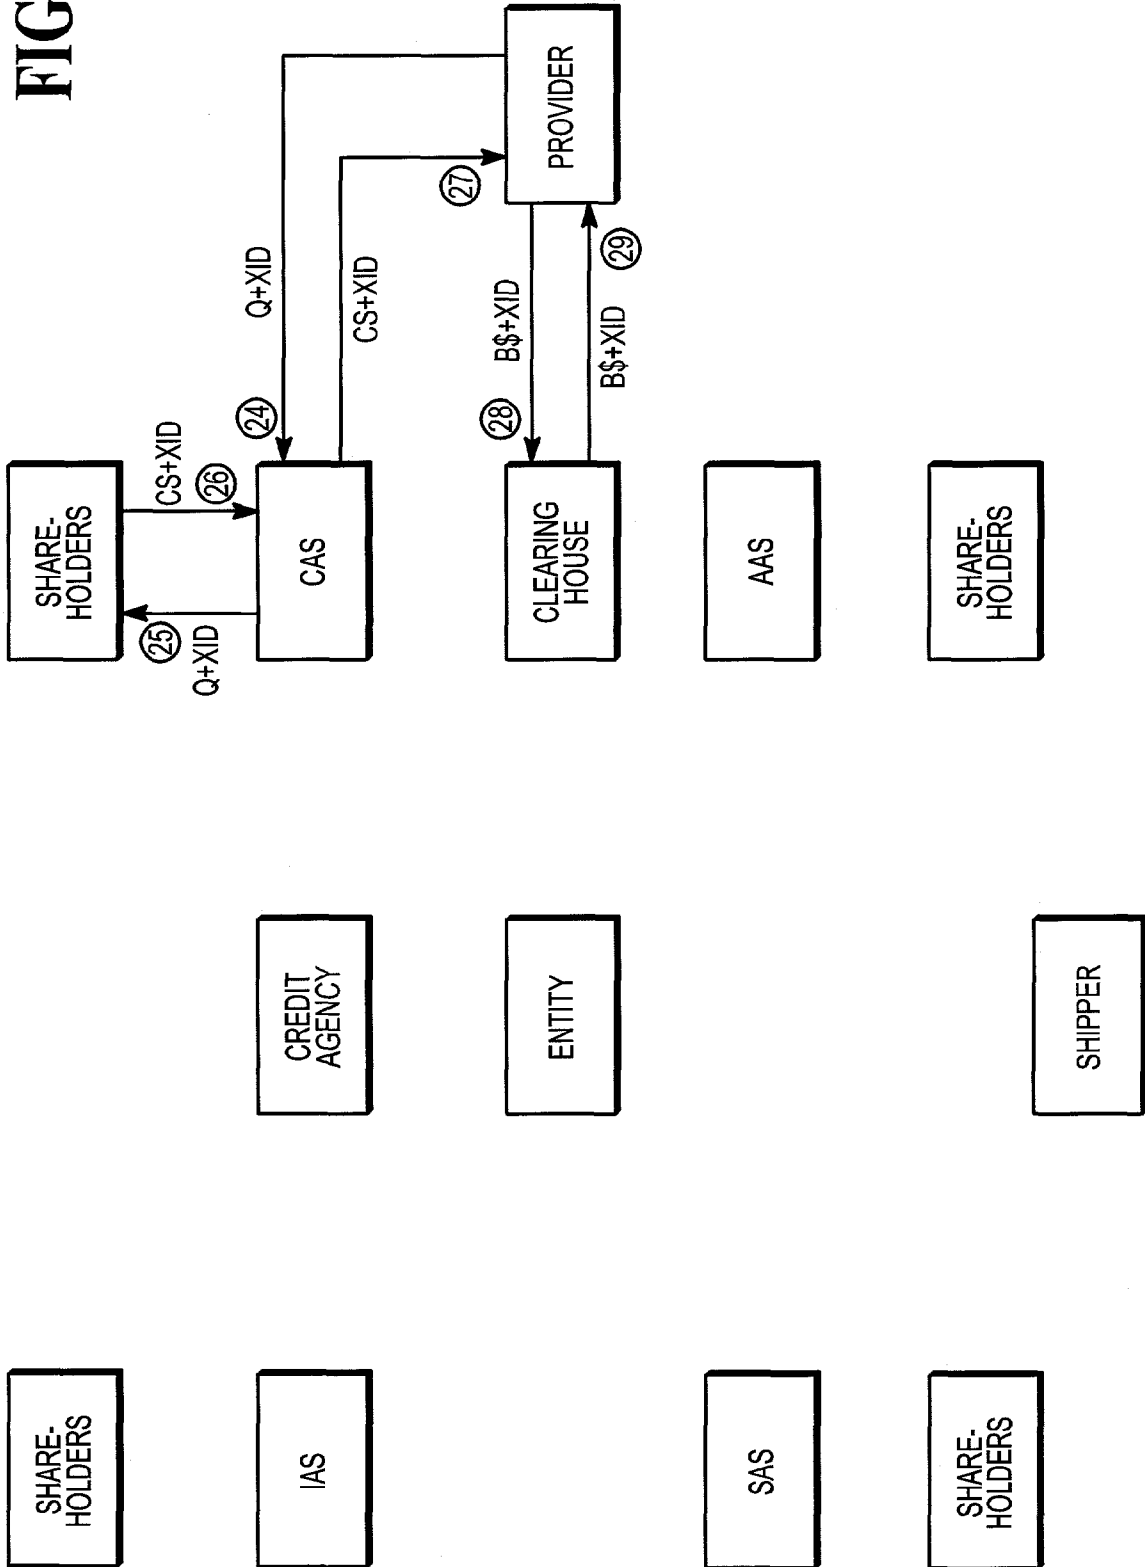 FIG
SHARE-
HOLDERS
IAS
SAS
SHARE-
HOLDERS
CREDIT
AGENCY
ENTITY
SHIPPER
SHARE-
HOLDERS
25
Q+XID
CS+XID
26
CAS
24
Q+XID
CS+XID
27
CLEARING
HOUSE
28
B$+XID
B$+XID
29
PROVIDER
AAS
SHARE-
HOLDERS